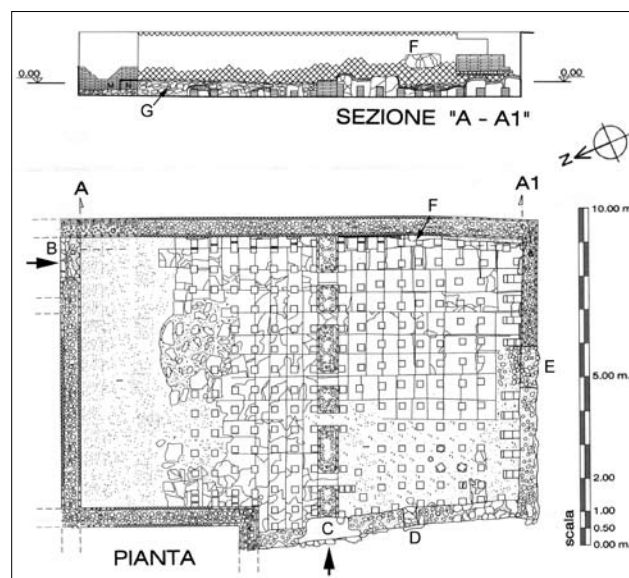 F
0.00
0.00
M
N
G
SEZIONE "A - A1"
N
A
A1
F
10.00 m.
B
E
5.00 m.
2.00 m.
1.00 m.
0.50 m.
0.00 m.
scala
C
D
PIANTA